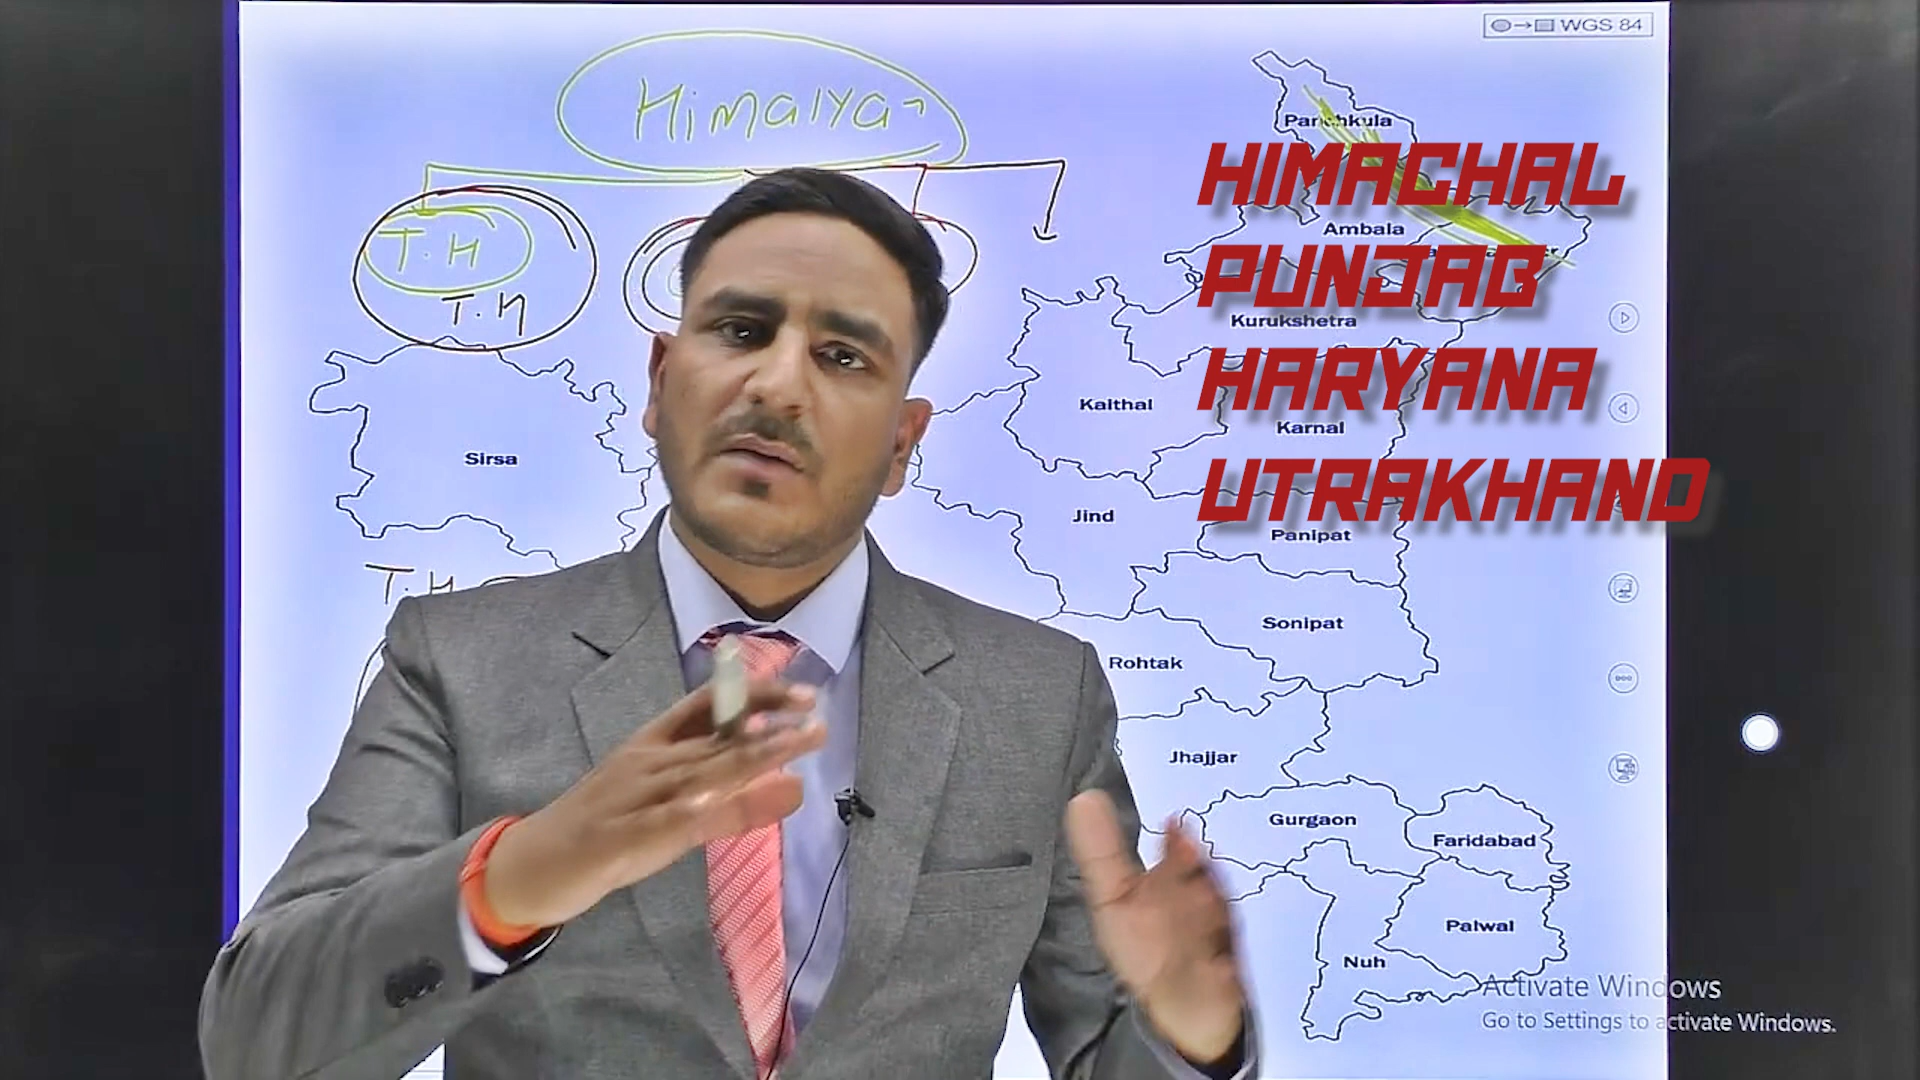 WGS 84
Himalya
Panchkula
HIMACHAL
Ambala
T.H
PUNJAB
T.H
Kurukshetra
HARYANA
Kaithal
Karnal
Sirsa
UTRAKHAND
Jind
Panipat
T.H
Sonipat
Rohtak
Jhajjar
Gurgaon
Faridabad
Palwal
Nuh
Activate Windows
Go to Settings to activate Windows.